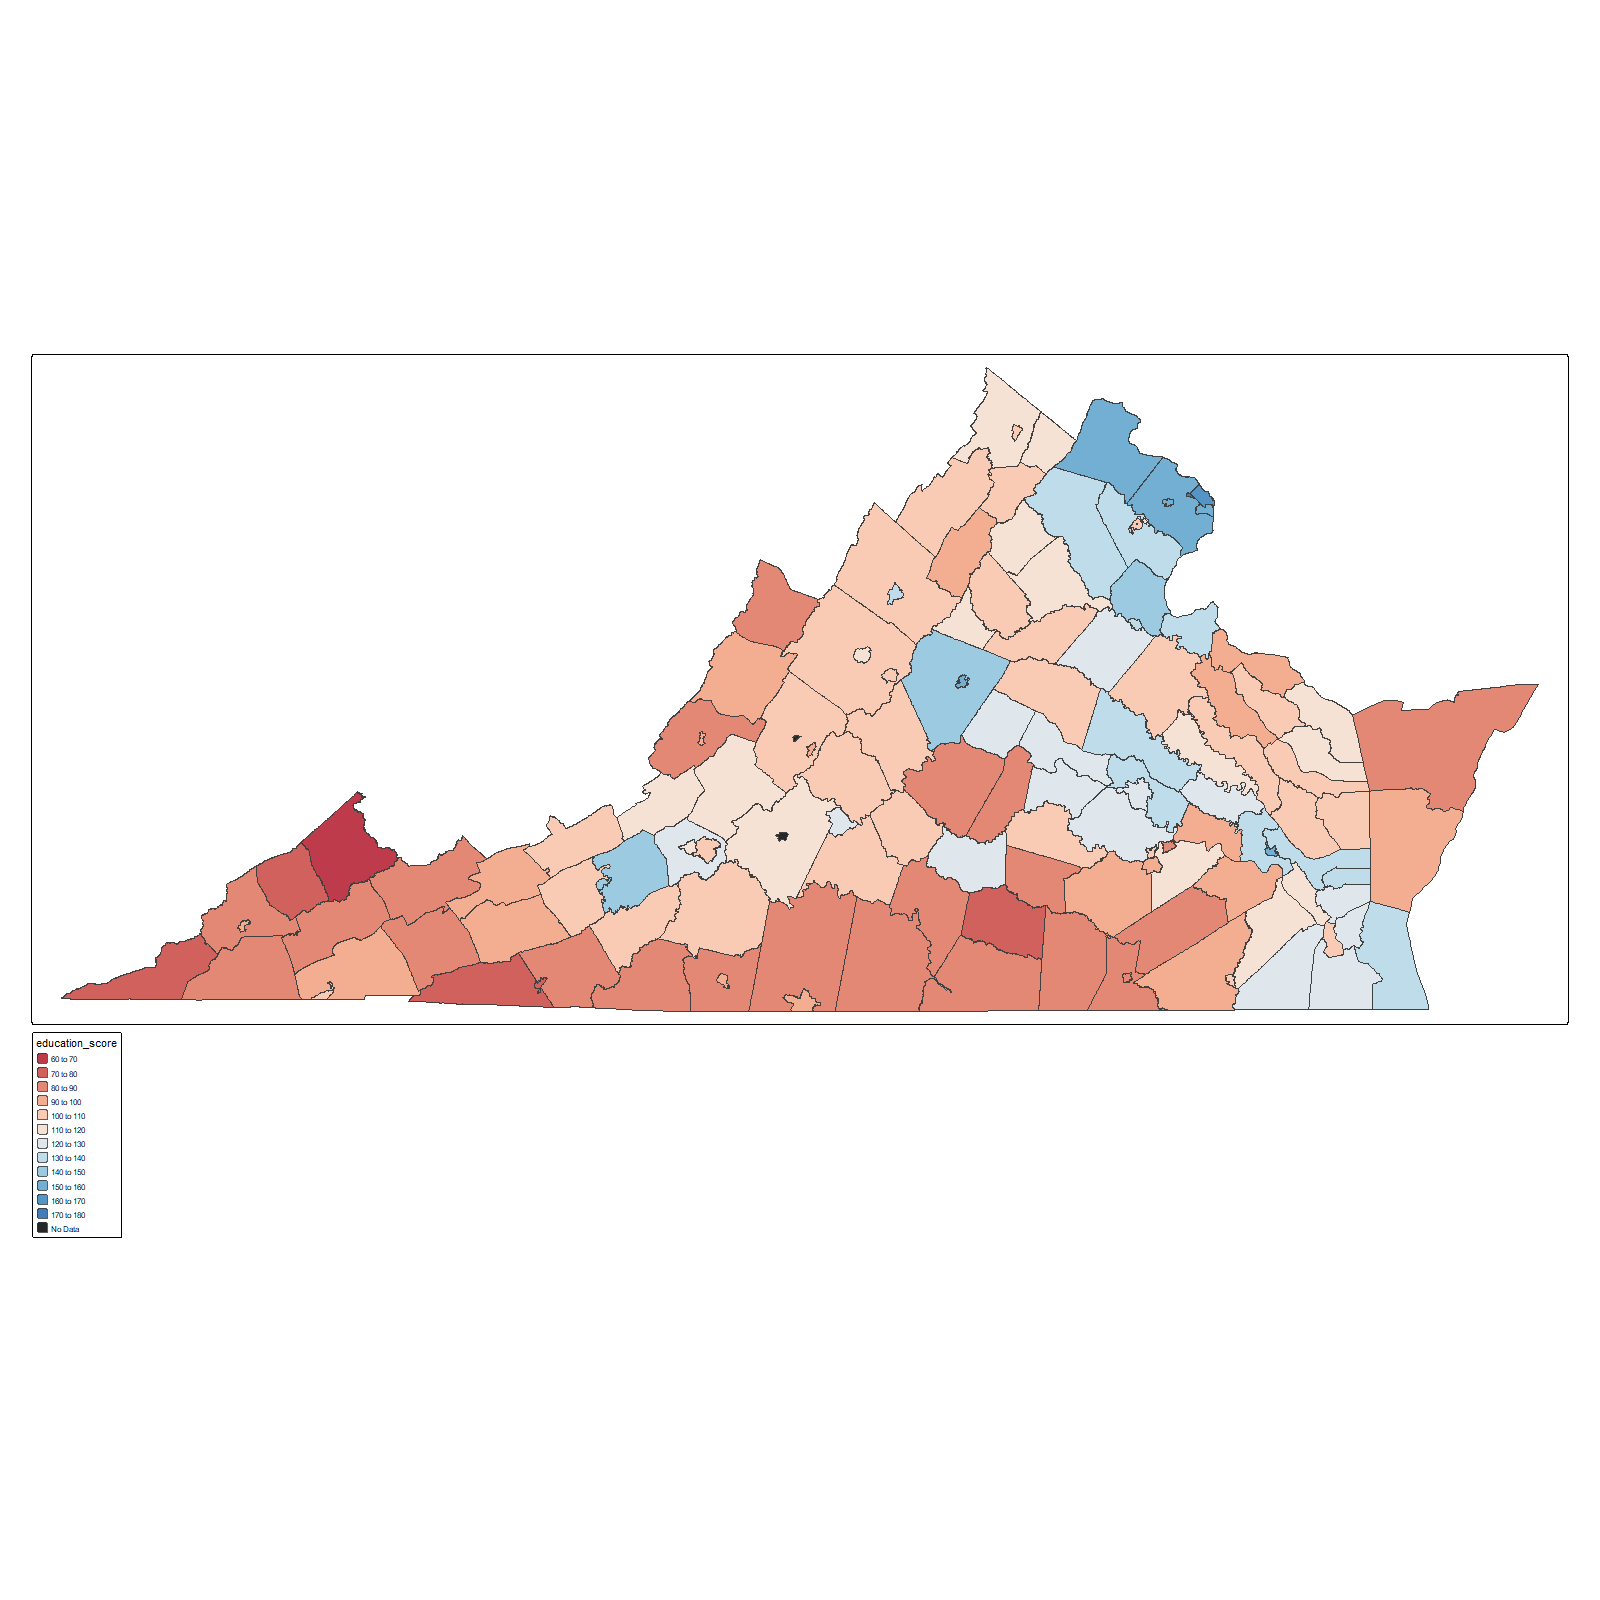 education_score
60 to 70
70 to 80
80 to 90
90 to 100
100 to 110
110 to 120
120 to 130
130 to 140
140 to 150
150 to 160
160 to 170
170 to 180
No Data